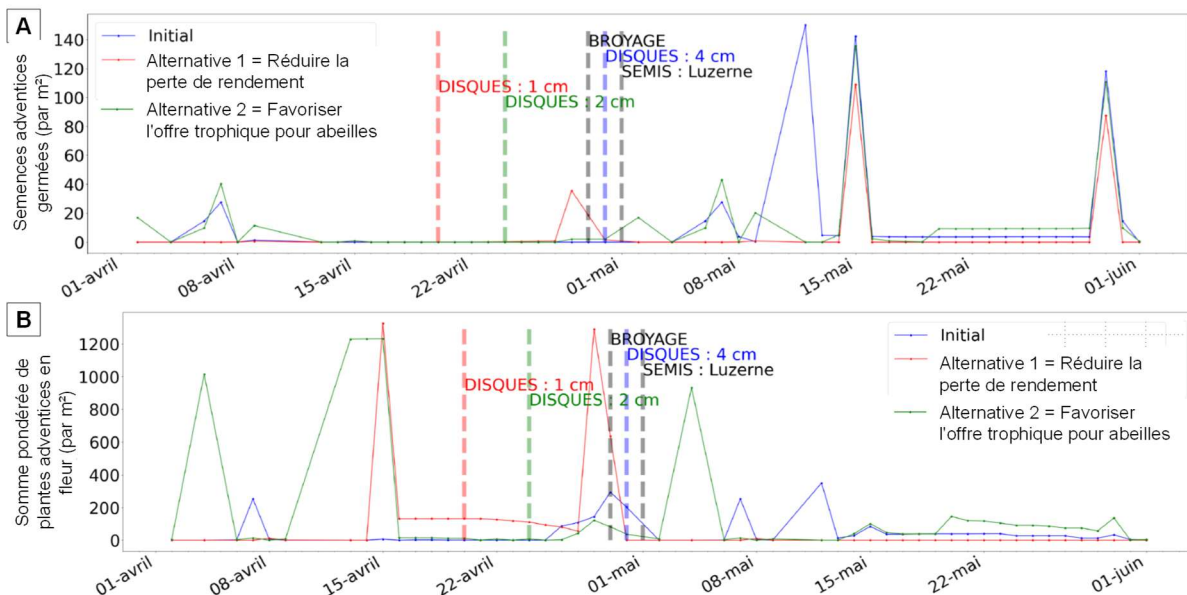 A
Semences adventices
germées (par m²)
140
120
100
80
60
40
20
0
Initial
Alternative 1 = Réduire la
perte de rendement
Alternative 2 = Favoriser
l'offre trophique pour abeilles
BROYAGE
DISQUES : 4 cm
SEMIS : Luzerne
DISQUES : 1 cm
DISQUES : 2 cm
01-avril
08-avril
15-avril
22-avril
01-mai
08-mai
15-mai
22-mai
01-juin
B
Somme pondérée de
plantes adventices en
fleur (par m²)
1200
1000
800
600
400
200
0
BROYAGE
DISQUES : 4 cm
SEMIS : Luzerne
DISQUES : 1 cm
DISQUES : 2 cm
Initial
Alternative 1 = Réduire la
perte de rendement
Alternative 2 = Favoriser
l'offre trophique pour abeilles
01-avril
08-avril
15-avril
22-avril
01-mai
08-mai
15-mai
22-mai
01-juin